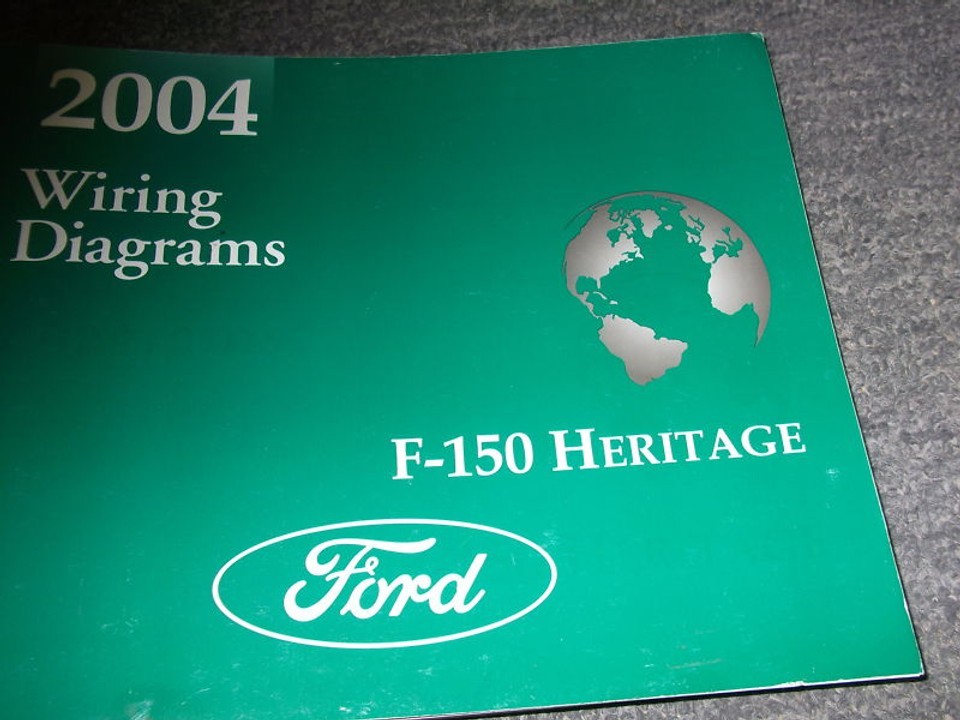 2004
Wiring
Diagrams
F-150 HERITAGE
Ford